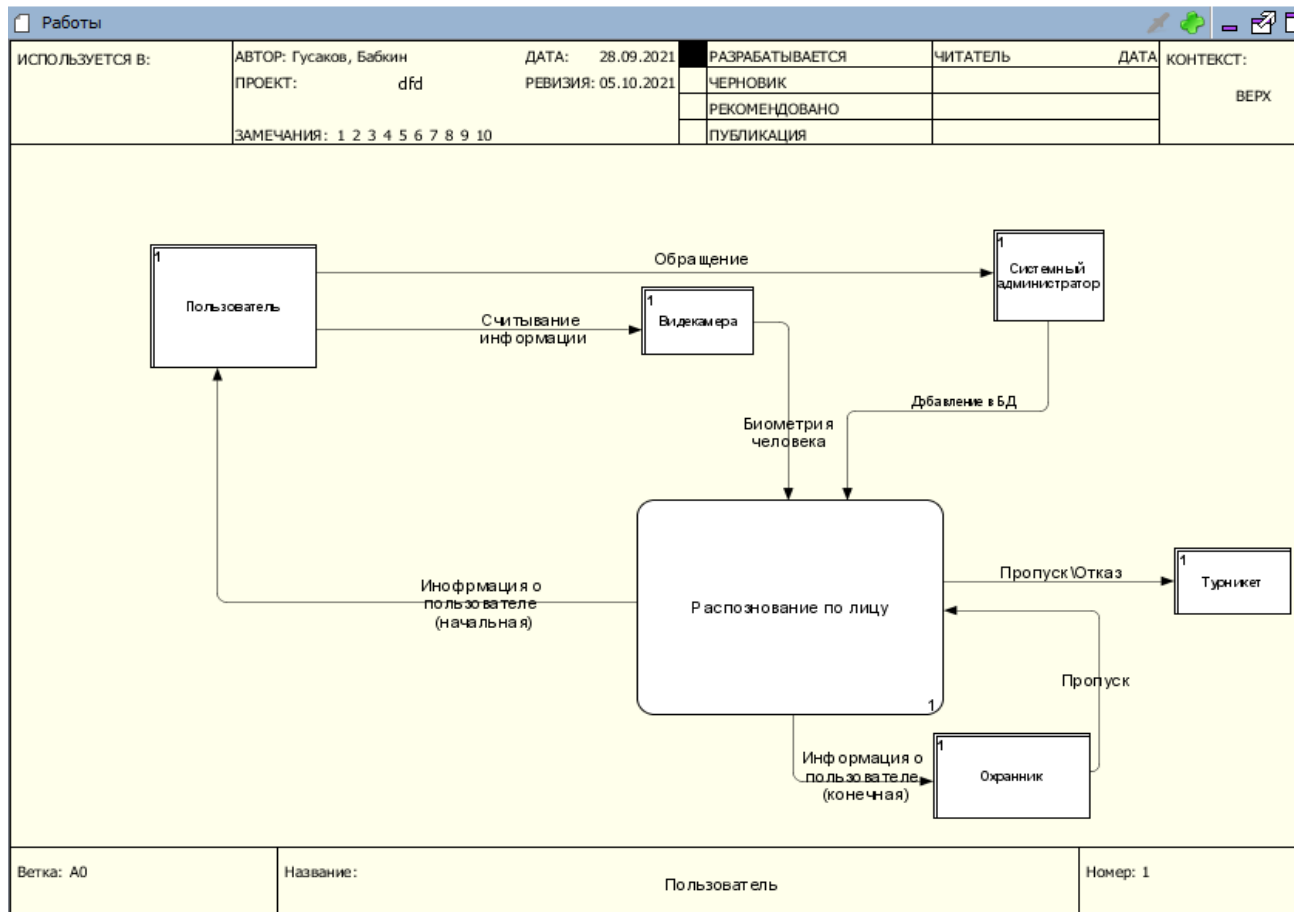 Работы
ИСПОЛЬЗУЕТСЯ В:
АВТОР: Гусаков, Бабкин
ДАТА: 28.09.2021
ПРОЕКТ: dfd
РЕВИЗИЯ: 05.10.2021
ЗАМЕЧАНИЯ: 1 2 3 4 5 6 7 8 9 10
РАЗРАБАТЫВАЕТСЯ
ЧЕРНОВИК
РЕКОМЕНДОВАНО
ПУБЛИКАЦИЯ
ЧИТАТЕЛЬ
ДАТА
КОНТЕКСТ:
ВЕРХ
1
Пользователь
Обращение
1
Системный
администратор
Считывание
информации
1
Видекамера
Добавление в БД
Биометрия
человека
Инофрмация о
пользователе
(начальная)
Распознование по лицу
1
Пропуск\Отказ
1
Турникет
Пропуск
Информация о
пользователе
(конечная)
1
Охранник
Ветка: A0
Название:
Пользователь
Номер: 1